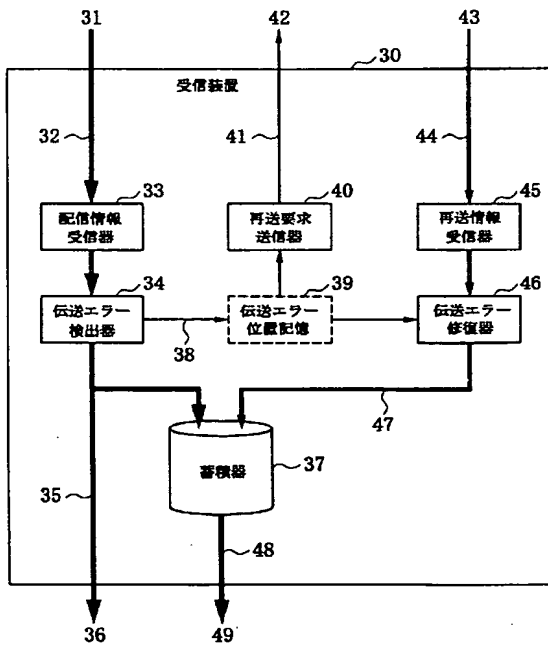 31
42
43
30
受信装置
32
41
44
33
40
45
配信情報
受信器
再送要求
送信器
再送情報
受信器
34
39
46
伝送エラー
検出器
伝送エラー
位置記憶
伝送エラー
修復器
38
47
37
蓄積器
35
48
36
49